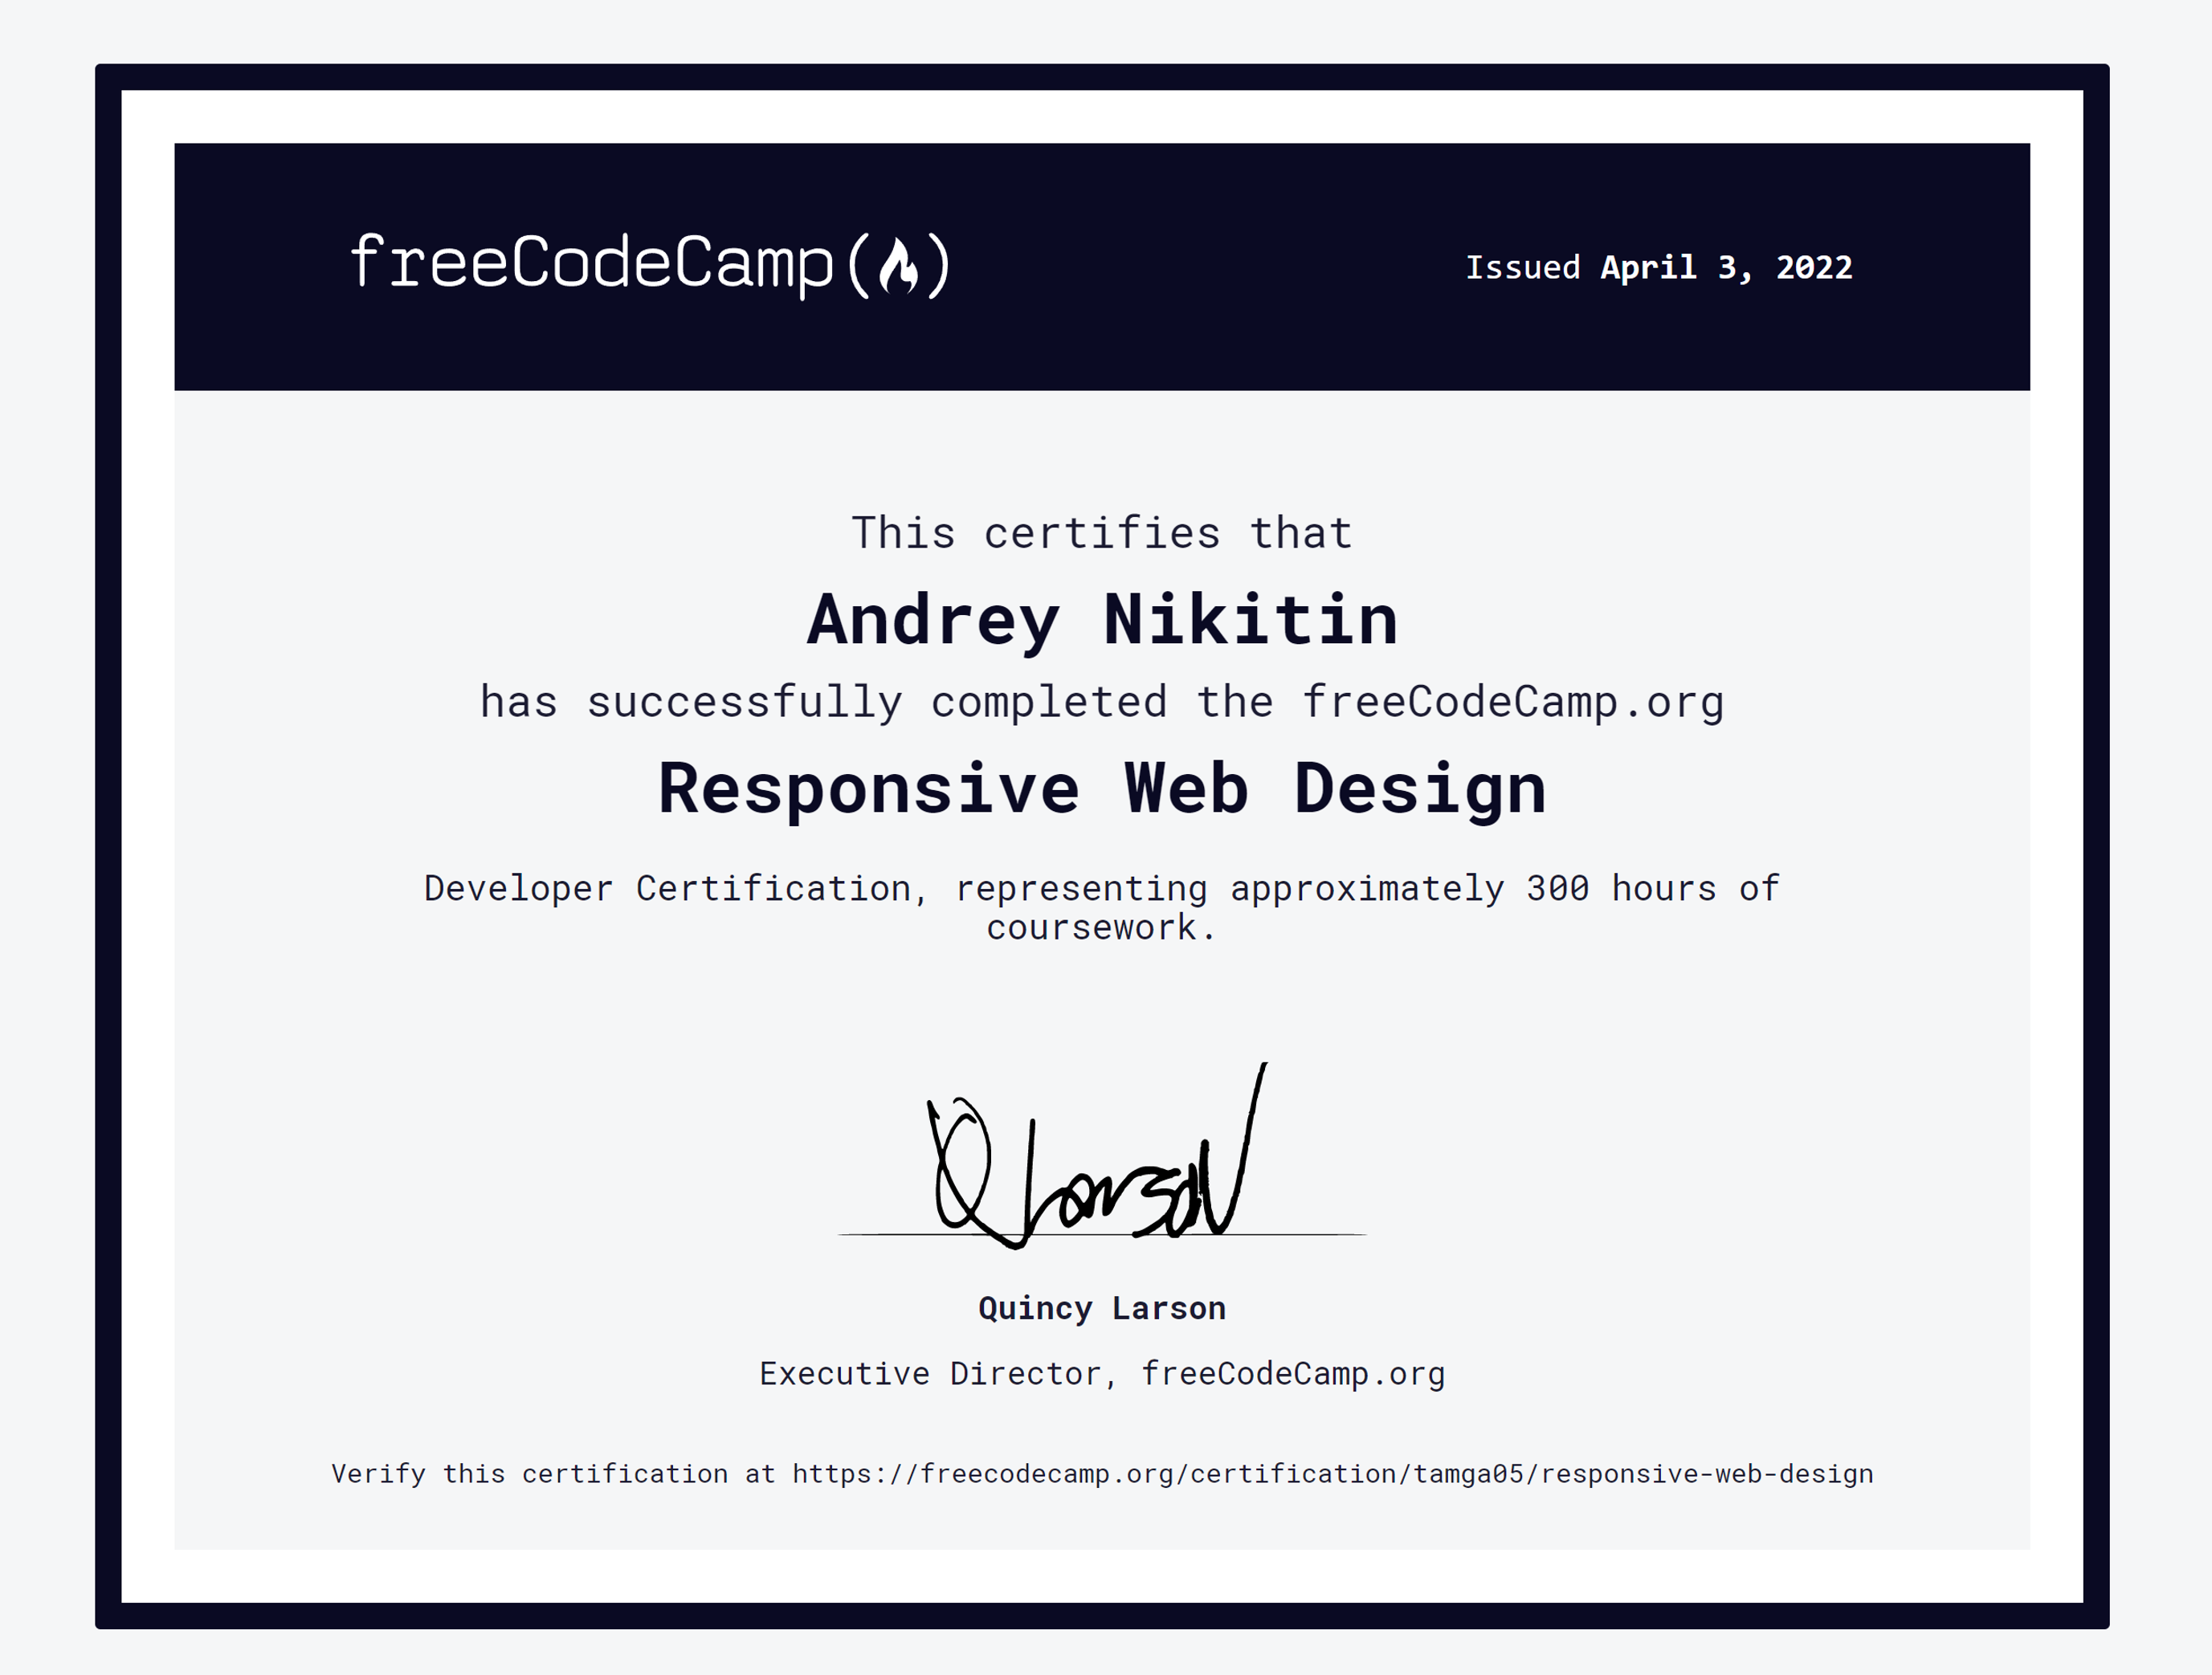 freeCodeCamp(🔥)
Issued April 3, 2022
This certifies that
Andrey Nikitin
has successfully completed the freeCodeCamp.org
Responsive Web Design
Developer Certification, representing approximately 300 hours of
coursework.
Q Larson
Quincy Larson
Executive Director, freeCodeCamp.org
Verify this certification at https://freecodecamp.org/certification/tamga05/responsive-web-design